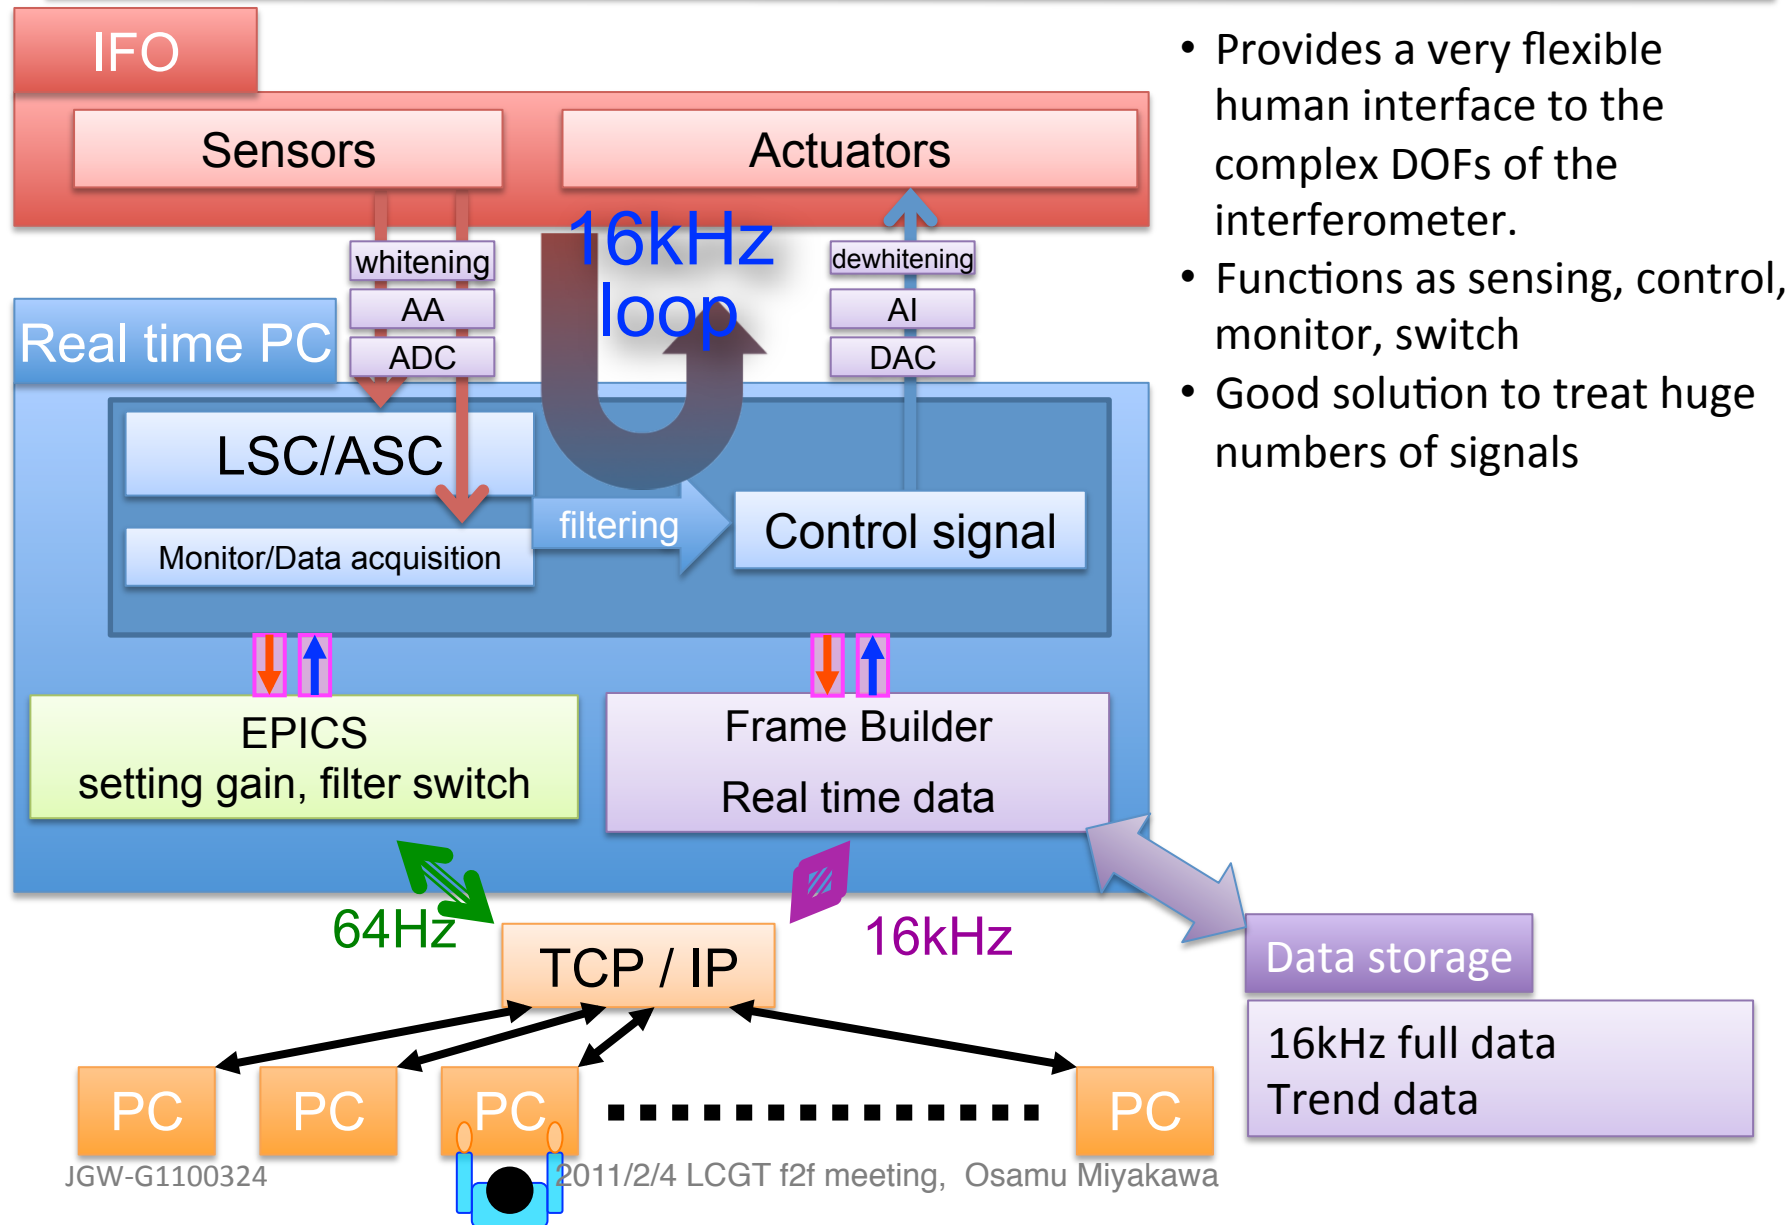 IFO
Sensors
Actuators
16kHz
loop
whitening
AA
ADC
dewhitening
AI
DAC
Real time PC
LSC/ASC
Monitor/Data acquisition
filtering
Control signal
EPICS
setting gain, filter switch
Frame Builder
Real time data
64Hz
16kHz
TCP / IP
Data storage
16kHz full data
Trend data
PC
PC
PC
PC
• Provides a very flexible
human interface to the
complex DOFs of the
interferometer.
• Functions as sensing, control,
monitor, switch
• Good solution to treat huge
numbers of signals
JGW-G1100324
2011/2/4 LCGT f2f meeting, Osamu Miyakawa